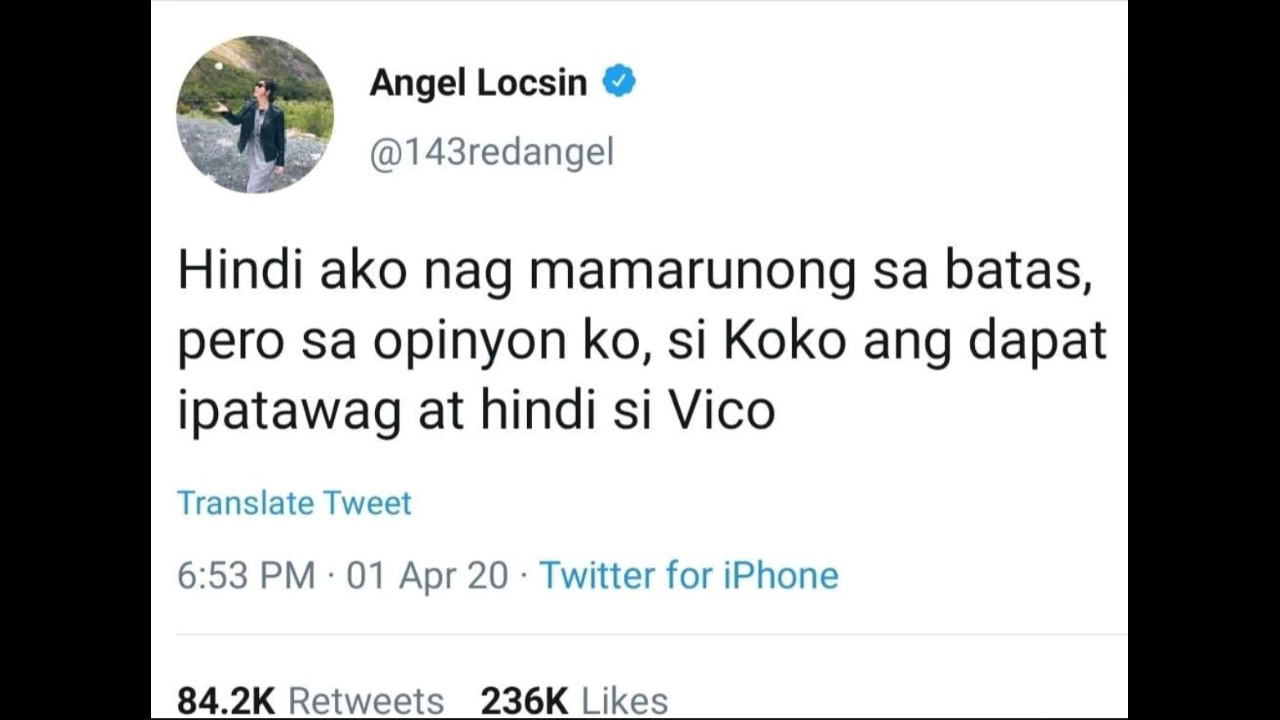 Angel Locsin
@143redangel
Hindi ako nag mamarunong sa batas,
pero sa opinyon ko, si Koko ang dapat
ipatawag at hindi si Vico
Translate Tweet
6:53 PM · 01 Apr 20 · Twitter for iPhone
84.2K Retweets 236K Likes